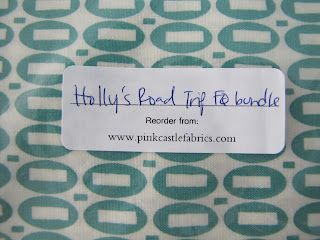 Holly's Road Trip FQ bundle
Reorder from:
www.pinkcastlefabrics.com